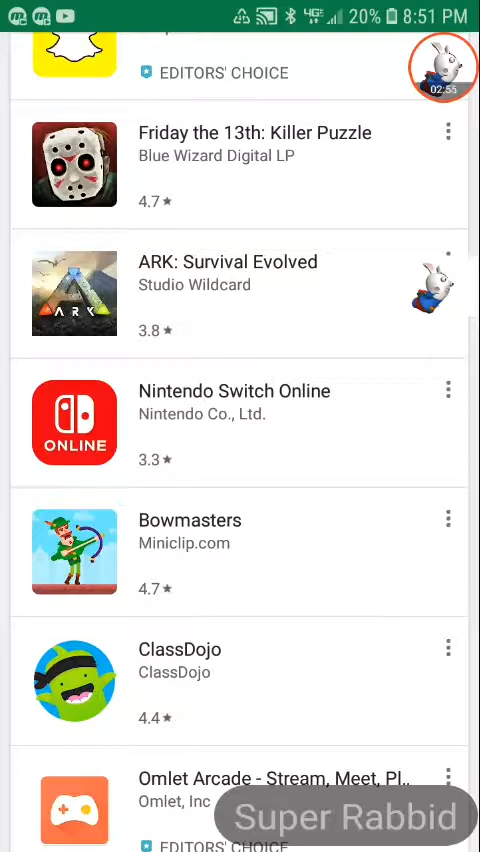 4GE 20% 8:51 PM
EDITORS' CHOICE
02:55
Friday the 13th: Killer Puzzle
Blue Wizard Digital LP
4.7★
ARK: Survival Evolved
Studio Wildcard
ARK
3.8★
Nintendo Switch Online
Nintendo Co., Ltd.
ONLINE
3.3★
Bowmasters
Miniclip.com
4.7★
ClassDojo
ClassDojo
4.4★
Omlet Arcade - Stream, Meet, Pl..
Omlet, Inc
Super Rabbid
EDITORS' CHOICE